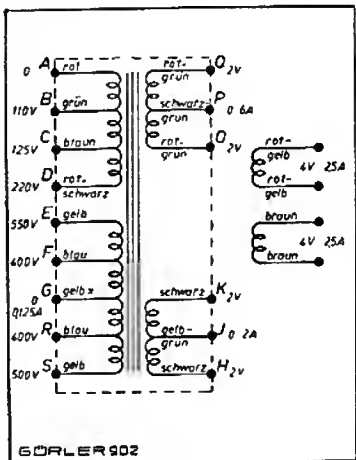 A rot 0
B grün 110V
C braun 125V
D rot- schwarz 220V
E gelb 550V
F blau 400V
G gelb x 0 0,125A
R blau 400V
S gelb 500V
rot- grün Q 2V
schwarz- grün P 0 6A
rot- grün O 2V
rot- gelb 4V 2,5A
rot- gelb
braun 4V 2,5A
braun
schwarz K 2V
gelb- grün J 0 2A
schwarz H 2V
GÖRLER 902